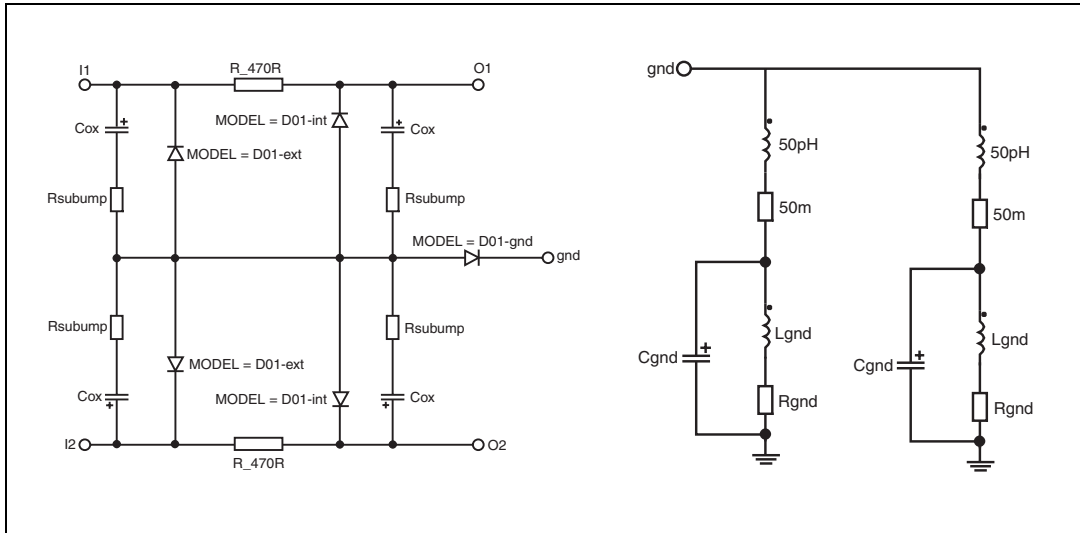 I1
R_470R
O1
Cox
MODEL = D01-int
Cox
MODEL = D01-ext
Rsubump
Rsubump
MODEL = D01-gnd
gnd
Rsubump
Rsubump
MODEL = D01-ext
Cox
MODEL = D01-int
Cox
I2
R_470R
O2
gnd
50pH
50pH
50m
50m
Cgnd
Lgnd
Cgnd
Lgnd
Rgnd
Rgnd